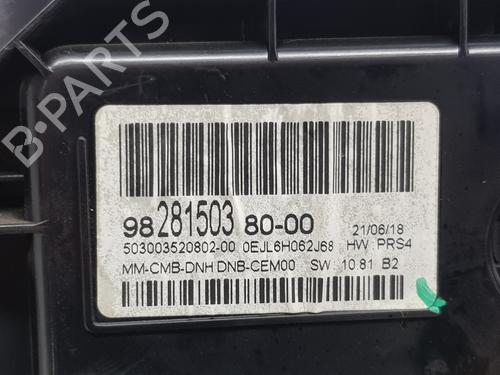 B-PARTS
98 281503 80-00
21/06/18
503003520802-00 0EJL6H062J68 HW: PRS4
MM-CMB-DNH DNB-CEM00 SW: 10.81 B2